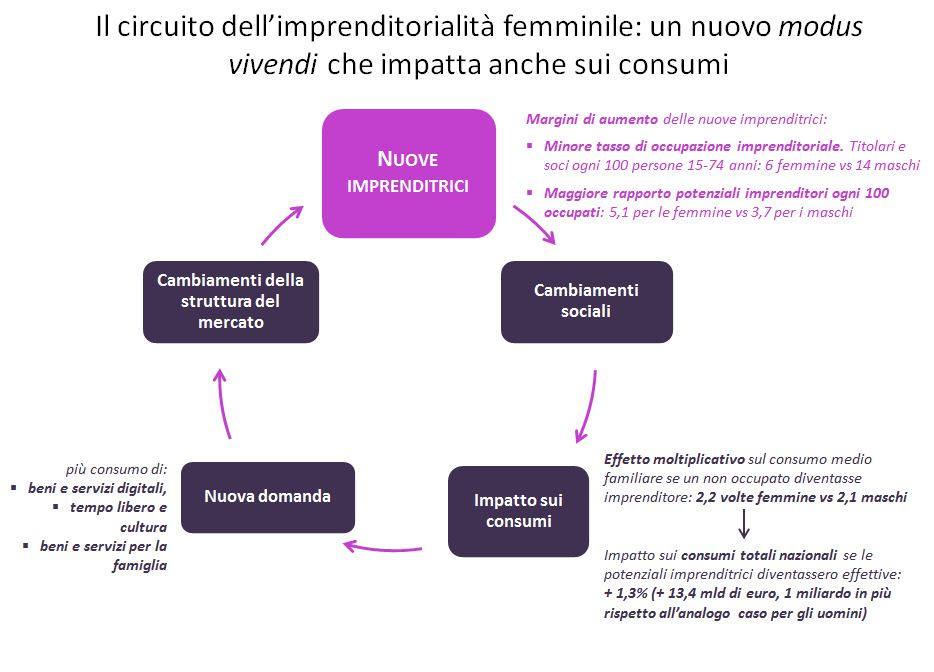 Il circuito dell’imprenditorialità femminile: un nuovo modus
vivendi che impatta anche sui consumi
NUOVE
IMPRENDITRICI
Margini di aumento delle nuove imprenditrici:
▪ Minore tasso di occupazione imprenditoriale. Titolari e
soci ogni 100 persone 15-74 anni: 6 femmine vs 14 maschi
▪ Maggiore rapporto potenziali imprenditori ogni 100
occupati: 5,1 per le femmine vs 3,7 per i maschi
Cambiamenti
sociali
Impatto sui
consumi
Effetto moltiplicativo sul consumo medio
familiare se un non occupato diventasse
imprenditore: 2,2 volte femmine vs 2,1 maschi
Impatto sui consumi totali nazionali se le
potenziali imprenditrici diventassero effettive:
+ 1,3% (+ 13,4 mld di euro, 1 miliardo in più
rispetto all’analogo caso per gli uomini)
Nuova domanda
più consumo di:
▪ beni e servizi digitali,
▪ tempo libero e
cultura
▪ beni e servizi per la
famiglia
Cambiamenti della
struttura del
mercato